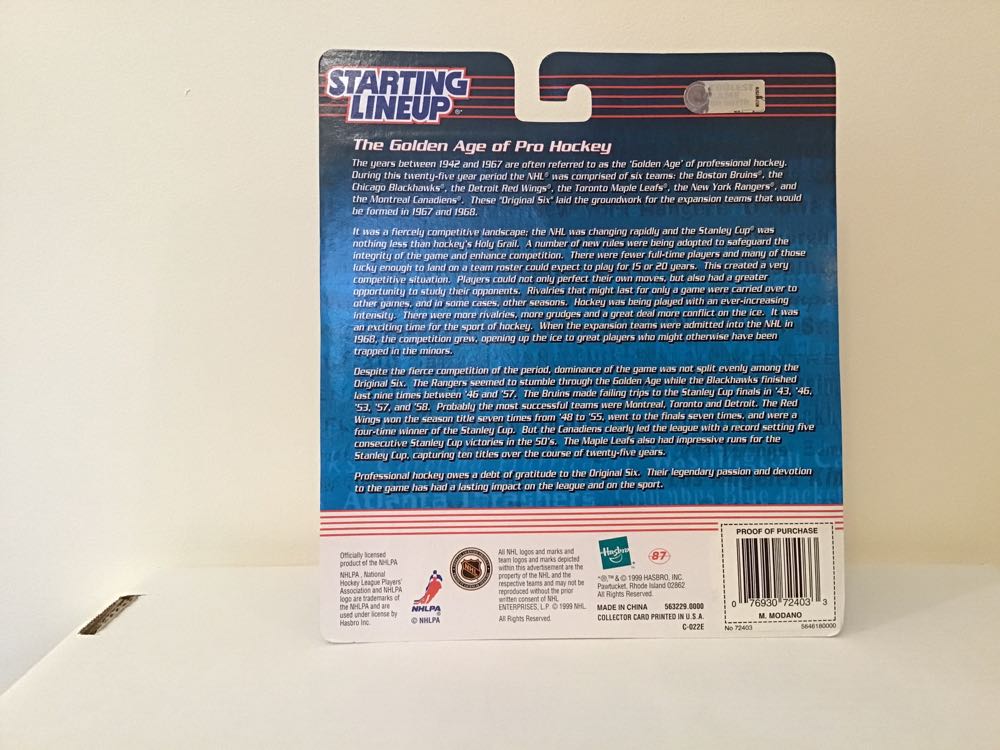 STARTING
LINEUP®
The Golden Age of Pro Hockey
The years between 1942 and 1967 are often referred to as the 'Golden Age' of professional hockey.
During this twenty-five year period the NHL® was comprised of six teams: the Boston Bruins®, the
Chicago Blackhawks®, the Detroit Red Wings®, the Toronto Maple Leafs®, the New York Rangers®, and
the Montreal Canadiens®. These "Original Six" laid the groundwork for the expansion teams that would
be formed in 1967 and 1968.
It was a fiercely competitive landscape; the NHL was changing rapidly and the Stanley Cup® was
nothing less than hockey's Holy Grail. A number of new rules were being adopted to safeguard the
integrity of the game and enhance competition. There were fewer full-time players and many of those
lucky enough to land on a team roster could expect to play for 15 or 20 years. This created a very
competitive situation. Players could not only perfect their own moves, but also had a greater
opportunity to study their opponents. Rivalries that might last for only a game were carried over to
other games, and in some cases, other seasons. Hockey was being played with an ever-increasing
intensity. There were more rivalries, more grudges and a great deal more conflict on the ice. It was
an exciting time for the sport of hockey. When the expansion teams were admitted into the NHL in
1968, the competition grew, opening up the ice to great players who might otherwise have been
trapped in the minors.
Despite the fierce competition of the period, dominance of the game was not split evenly among the
Original Six. The Rangers seemed to stumble through the Golden Age while the Blackhawks finished
last nine times between '46 and '57. The Bruins made failing trips to the Stanley Cup finals in '43, '46,
'53, '57, and '58. Probably the most successful teams were Montreal, Toronto and Detroit. The Red
Wings won the season title seven times from '48 to '55, went to the finals seven times, and were a
four-time winner of the Stanley Cup. But the Canadiens clearly led the league with a record setting five
consecutive Stanley Cup victories in the 50's. The Maple Leafs also had impressive runs for the
Stanley Cup, capturing ten titles over the course of twenty-five years.
Professional hockey owes a debt of gratitude to the Original Six. Their legendary passion and devotion
to the game has had a lasting impact on the league and on the sport.
Officially licensed
product of the NHLPA
NHLPA, National
Hockey League Players'
Association and NHLPA
logo are trademarks of
the NHLPA and are
used under license by
Hasbro Inc.
NHLPA
© NHLPA
NHL
All NHL logos and marks and
team logos and marks depicted
within this advertisement are the
property of the NHL and the
respective teams and may not be
reproduced without the prior
written consent of NHL
ENTERPRISES, L.P. © 1999 NHL.
All Rights Reserved.
Hasbro
87
*®,™ & © 1999 HASBRO, INC.
Pawtucket, Rhode Island 02862
All Rights Reserved.
MADE IN CHINA 563229.0000
COLLECTOR CARD PRINTED IN U.S.A.
C-022E
PROOF OF PURCHASE
0 76930 72403 3
M. MODANO
No 72403 5646180000